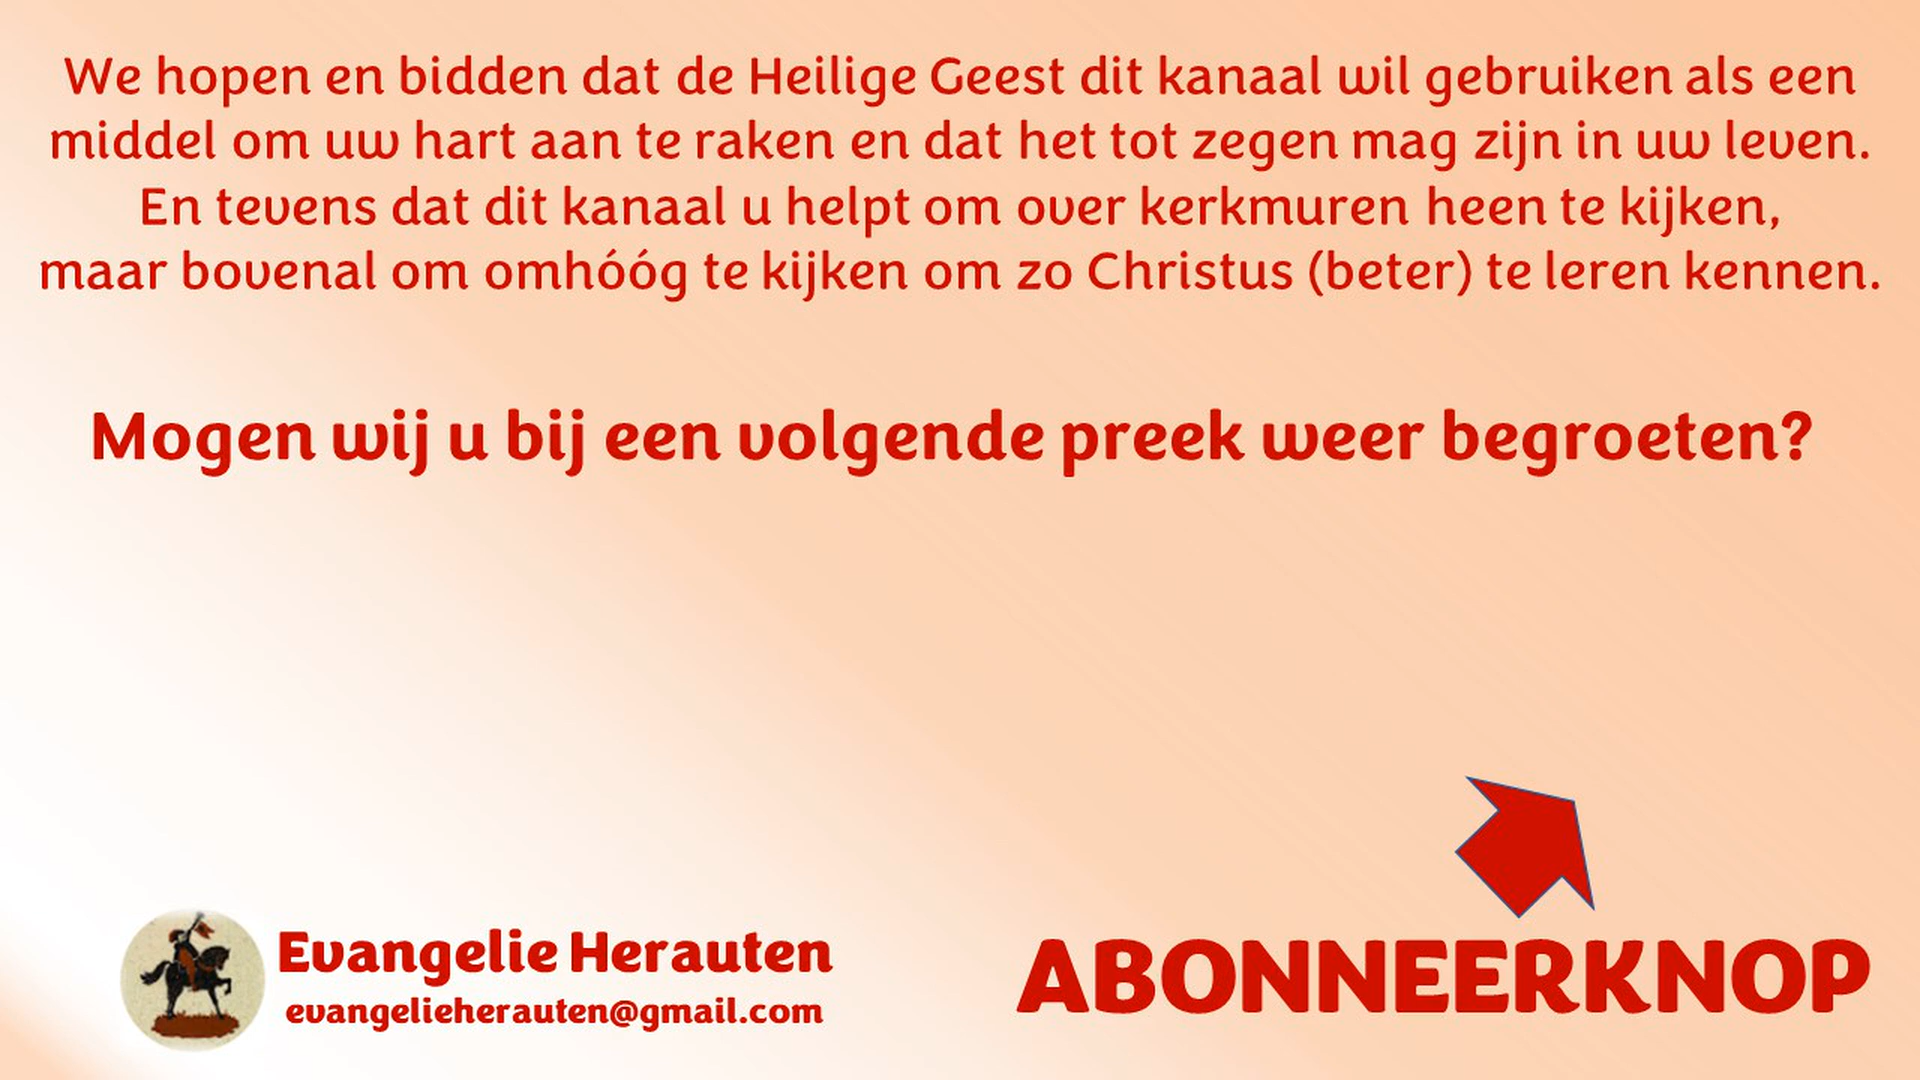 We hopen en bidden dat de Heilige Geest dit kanaal wil gebruiken als een
middel om uw hart aan te raken en dat het tot zegen mag zijn in uw leven.
En tevens dat dit kanaal u helpt om over kerkmuren heen te kijken,
maar bovenal om omhóóg te kijken om zo Christus (beter) te leren kennen.
Mogen wij u bij een volgende preek weer begroeten?
Evangelie Herauten
evangelieherauten@gmail.com
ABONNEERKNOP